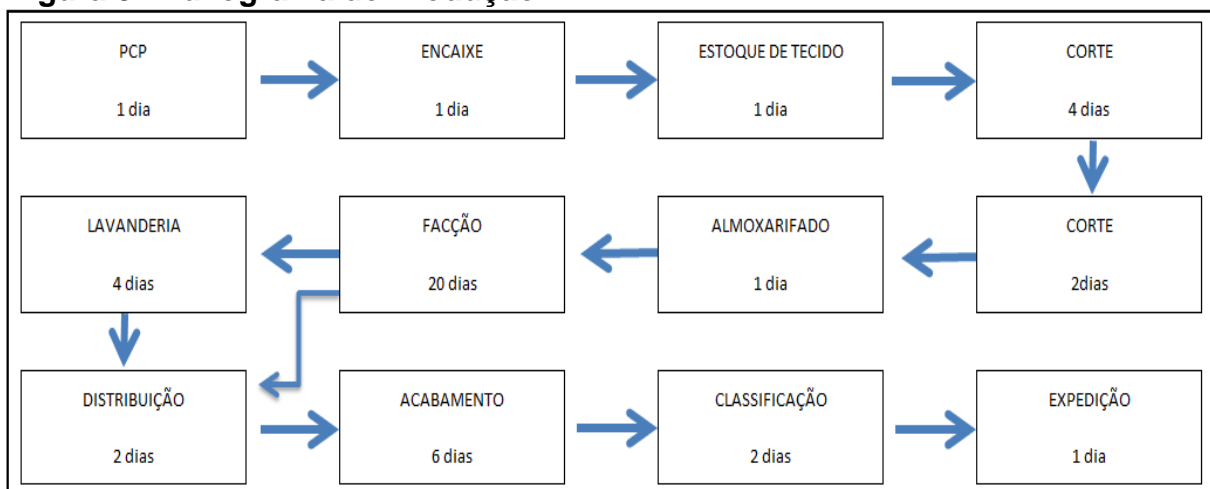 PCP
1 dia
ENCAIXE
1 dia
ESTOQUE DE TECIDO
1 dia
CORTE
4 dias
LAVANDERIA
4 dias
FACÇÃO
20 dias
ALMOXARIFADO
1 dia
CORTE
2dias
DISTRIBUIÇÃO
2 dias
ACABAMENTO
6 dias
CLASSIFICAÇÃO
2 dias
EXPEDIÇÃO
1 dia